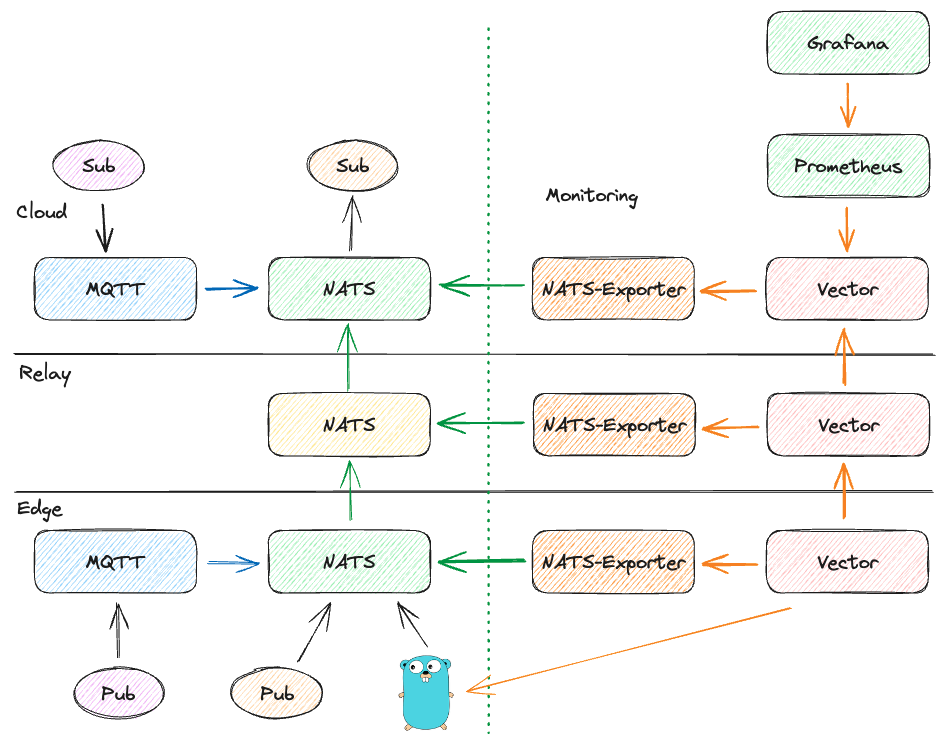 Grafana
Sub
Sub
Prometheus
Cloud
Monitoring
MQTT
NATS
NATS-Exporter
Vector
Relay
NATS
NATS-Exporter
Vector
Edge
MQTT
NATS
NATS-Exporter
Vector
Pub
Pub